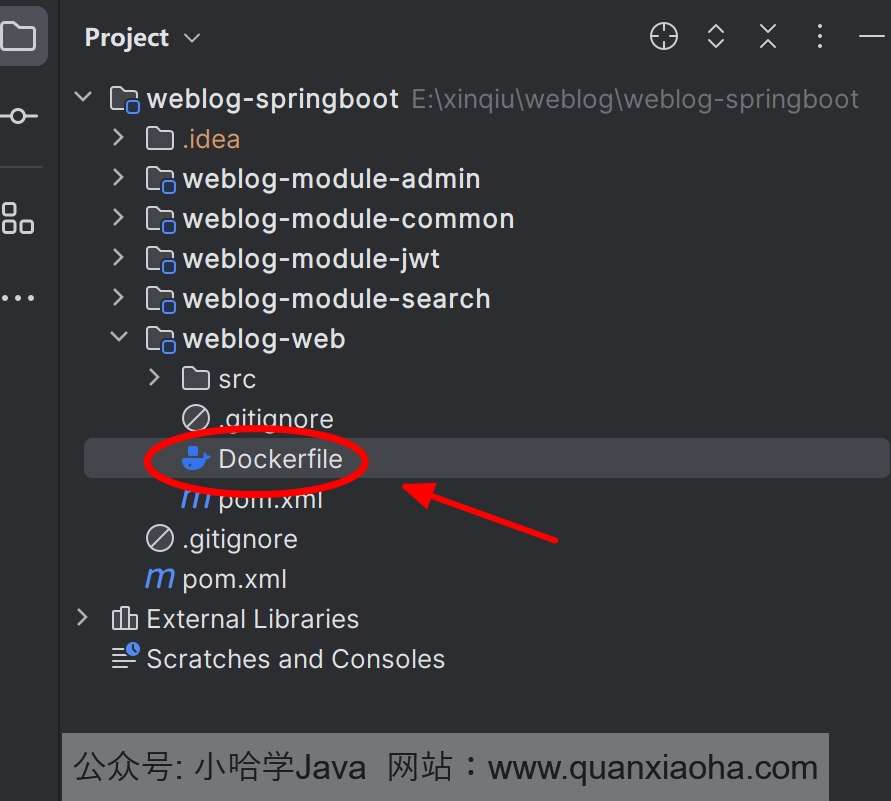 Project
weblog-springboot E:\xinqiu\weblog\weblog-springboot
.idea
weblog-module-admin
weblog-module-common
weblog-module-jwt
weblog-module-search
weblog-web
src
.gitignore
Dockerfile
pom.xml
.gitignore
pom.xml
External Libraries
Scratches and Consoles
公众号: 小哈学Java 网站：www.quanxiaoha.com